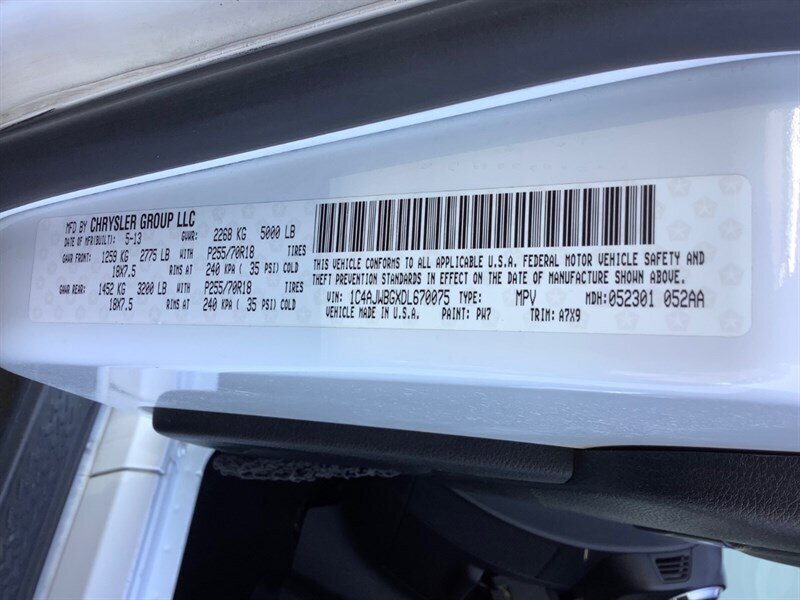 MFD BY CHRYSLER GROUP LLC
DATE OF MFR(BUILT): 5-13 GVWR: 2268 KG 5000 LB
GAWR FRONT: 1259 KG 2775 LB WITH P255/70R18 TIRES
18X7.5 RIMS AT 240 KPA ( 35 PSI) COLD
GAWR REAR: 1452 KG 3200 LB WITH P255/70R18 TIRES
18X7.5 RIMS AT 240 KPA ( 35 PSI) COLD
THIS VEHICLE CONFORMS TO ALL APPLICABLE U.S.A. FEDERAL MOTOR VEHICLE SAFETY AND
THEFT PREVENTION STANDARDS IN EFFECT ON THE DATE OF MANUFACTURE SHOWN ABOVE.
VIN: 1C4AJWBGXDL670075 TYPE: MPV MDH: 052301 052AA
VEHICLE MADE IN U.S.A. PAINT: PW7 TRIM: A7X9